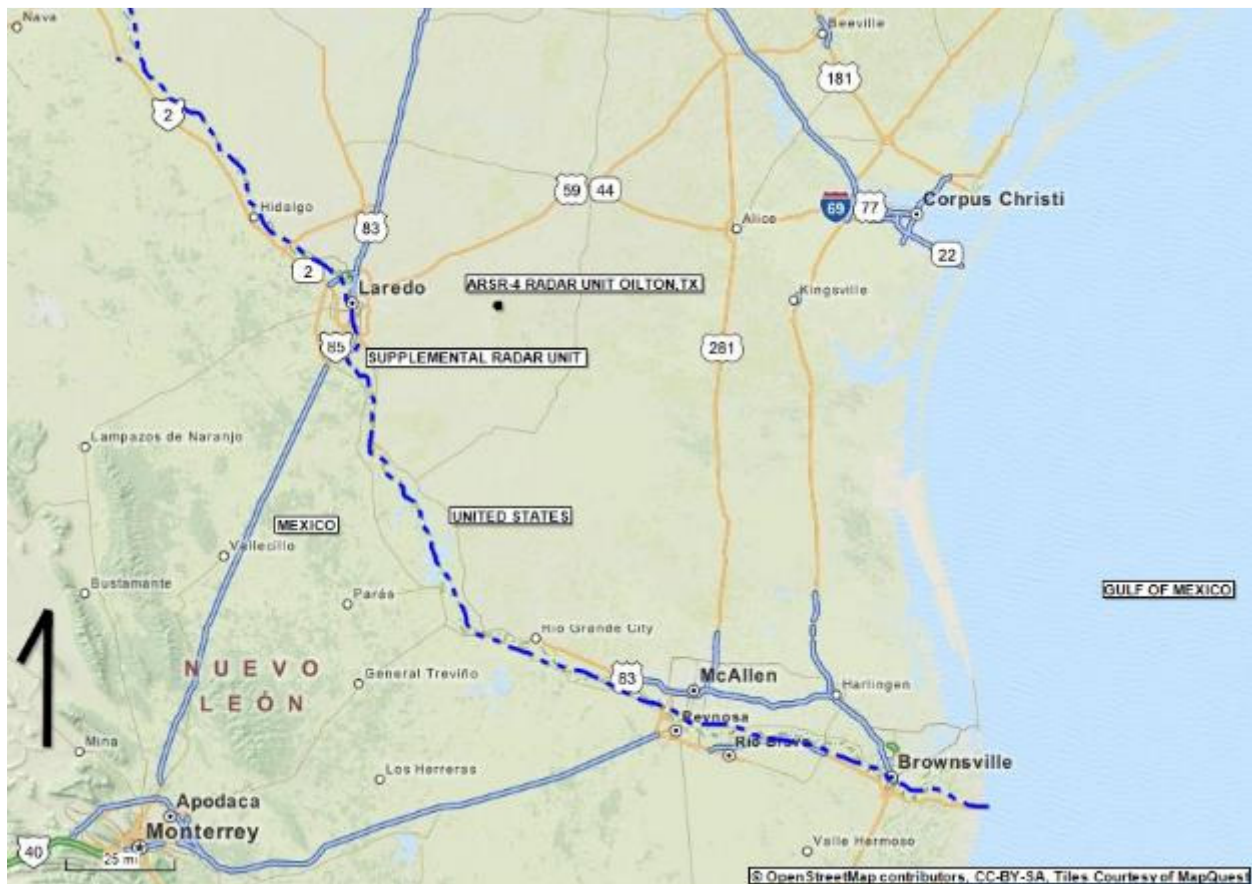 Nava
Beeville
181
2
59
44
Hidalgo
83
Alice
69
77
Corpus Christi
22
2
ARSR-4 RADAR UNIT OILTON,TX.
Laredo
Kingsville
85
SUPPLEMENTAL RADAR UNIT
281
Lampazos de Naranjo
UNITED STATES
MEXICO
Vallecillo
Bustamante
Parás
GULF OF MEXICO
Rio Grande City
NUEVO
LEÓN
General Treviño
83
McAllen
Harlingen
Reynosa
Mina
Rio Bravo
Brownsville
Los Herreras
Apodaca
Monterrey
40
25 mi
Valle Hermoso
© OpenStreetMap contributors, CC-BY-SA, Tiles Courtesy of MapQuest